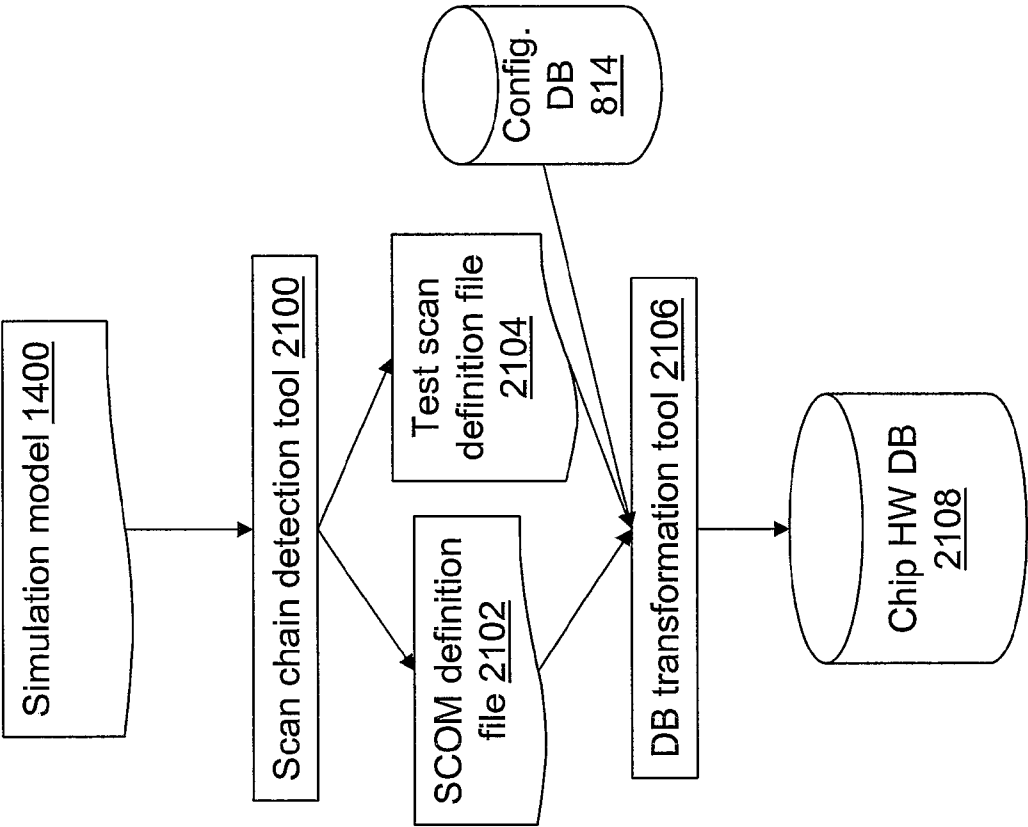 Simulation model 1400
Scan chain detection tool 2100
SCOM definition
file 2102
Test scan
definition file
2104
Config.
DB
814
DB transformation tool 2106
Chip HW DB
2108